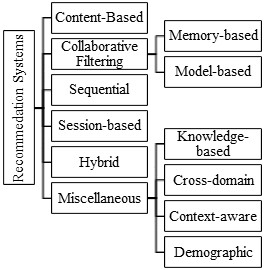 Recommedation Systems
Content-Based
Collaborative
Filtering
Memory-based
Model-based
Sequential
Session-based
Hybrid
Miscellaneous
Knowledge-
based
Cross-domain
Context-aware
Demographic